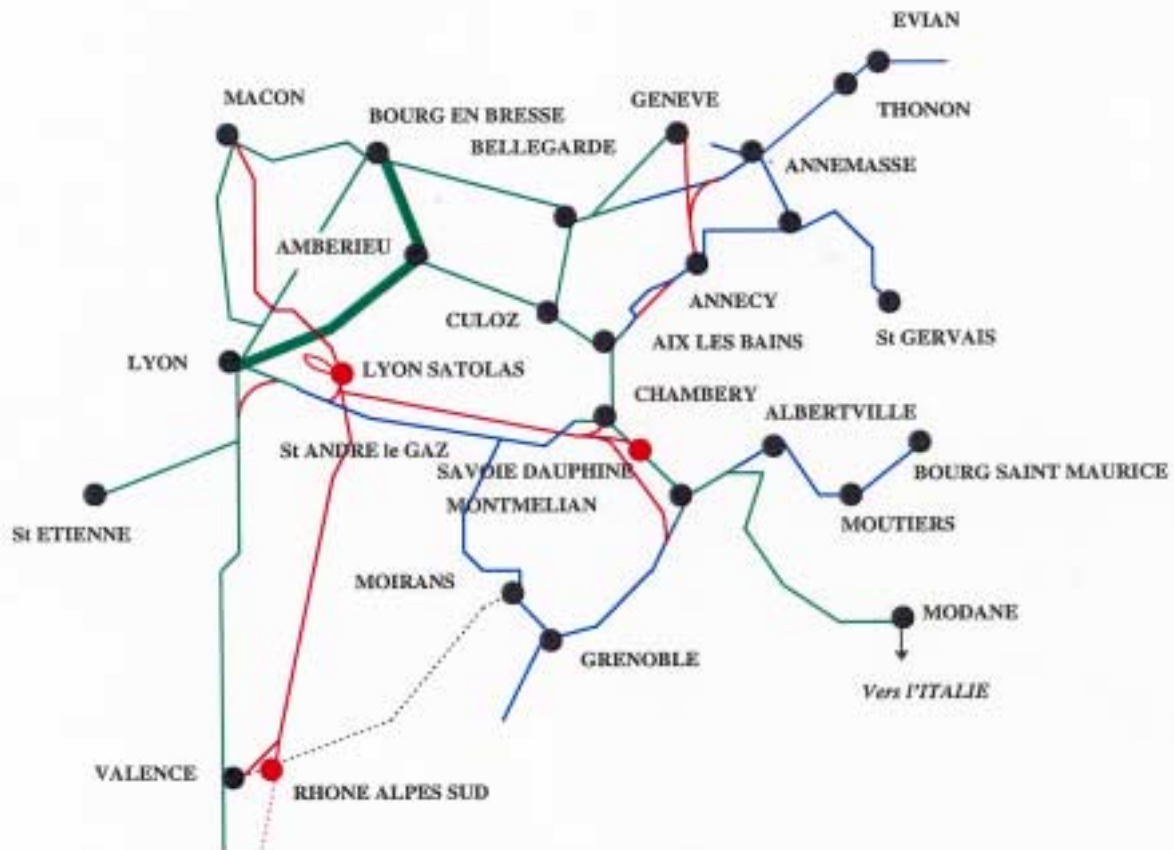 EVIAN
MACON
GENEVE
BOURG EN BRESSE
THONON
BELLEGARDE
ANNEMASSE
AMBERIEU
ANNECY
CULOZ
St GERVAIS
AIX LES BAINS
LYON
LYON SATOLAS
CHAMBERY
ALBERTVILLE
St ANDRE le GAZ
SAVOIE DAUPHINE
BOURG SAINT MAURICE
MONTMELIAN
MOUTIERS
St ETIENNE
MOIRANS
MODANE
GRENOBLE
Vers l'ITALIE
VALENCE
RHONE ALPES SUD